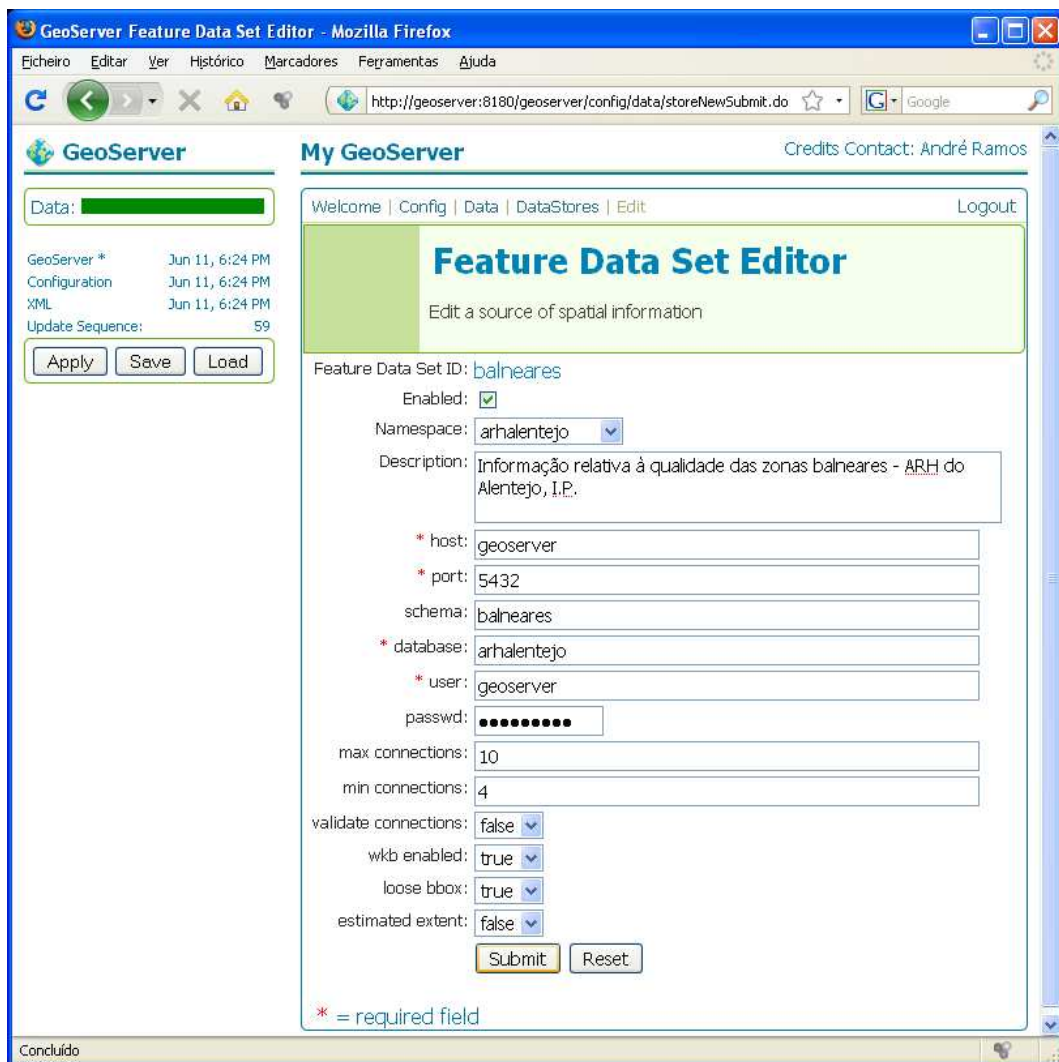 GeoServer Feature Data Set Editor - Mozilla Firefox
Ficheiro Editar Ver Histórico Marcadores Ferramentas Ajuda
http://geoserver:8180/geoserver/config/data/storeNewSubmit.do
G Google
GeoServer
My GeoServer
Credits Contact: André Ramos
Data:
Welcome | Config | Data | DataStores | Edit
Logout
GeoServer * Jun 11, 6:24 PM
Configuration Jun 11, 6:24 PM
XML Jun 11, 6:24 PM
Update Sequence: 59
Apply Save Load
Feature Data Set Editor
Edit a source of spatial information
Feature Data Set ID: balneares
Enabled:
Namespace: arhalentejo
Description: Informação relativa à qualidade das zonas balneares - ARH do
Alentejo, I.P.
* host: geoserver
* port: 5432
schema: balneares
* database: arhalentejo
* user: geoserver
passwd: •••••••••
max connections: 10
min connections: 4
validate connections: false
wkb enabled: true
loose bbox: true
estimated extent: false
Submit Reset
* = required field
Concluído